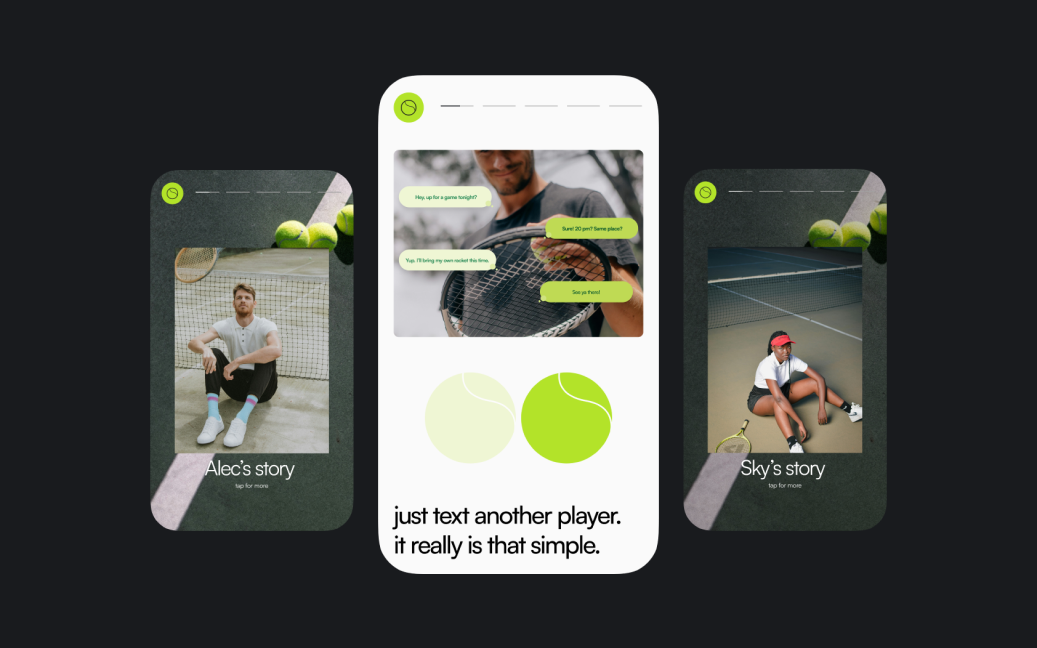 Hey, up for a game tonight?
Sure! 20 pm? Same place?
Yup, I'll bring my own racket this time.
See ya there!
just text another player.
it really is that simple.
Alec's story
tap for more
Sky's story
tap for more